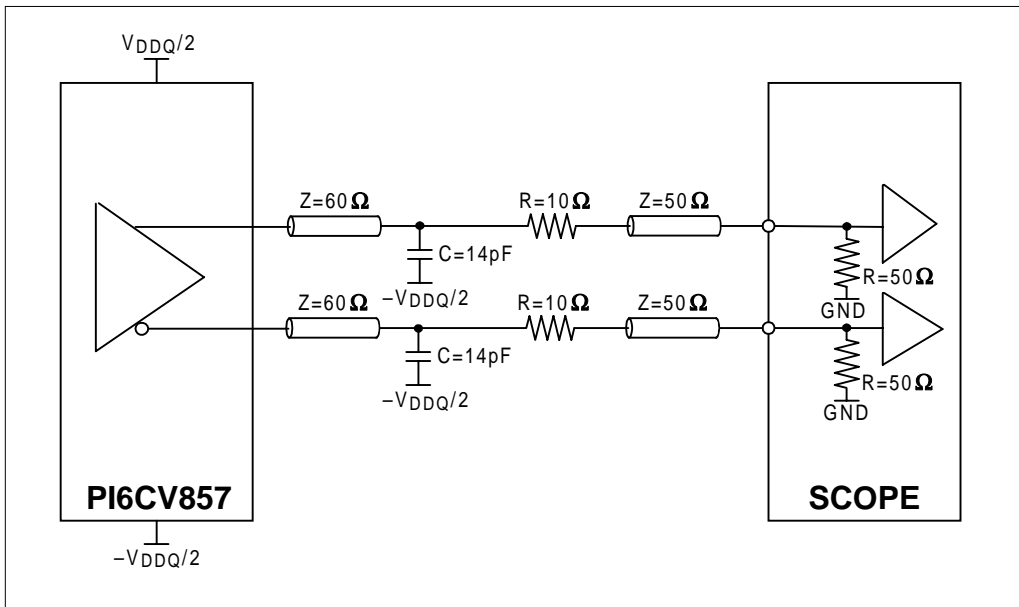 VDDQ/2
Z=60Ω
R=10Ω
Z=50Ω
C=14pF
R=50Ω
–VDDQ/2
GND
Z=60Ω
R=10Ω
Z=50Ω
C=14pF
R=50Ω
–VDDQ/2
GND
PI6CV857
SCOPE
–VDDQ/2